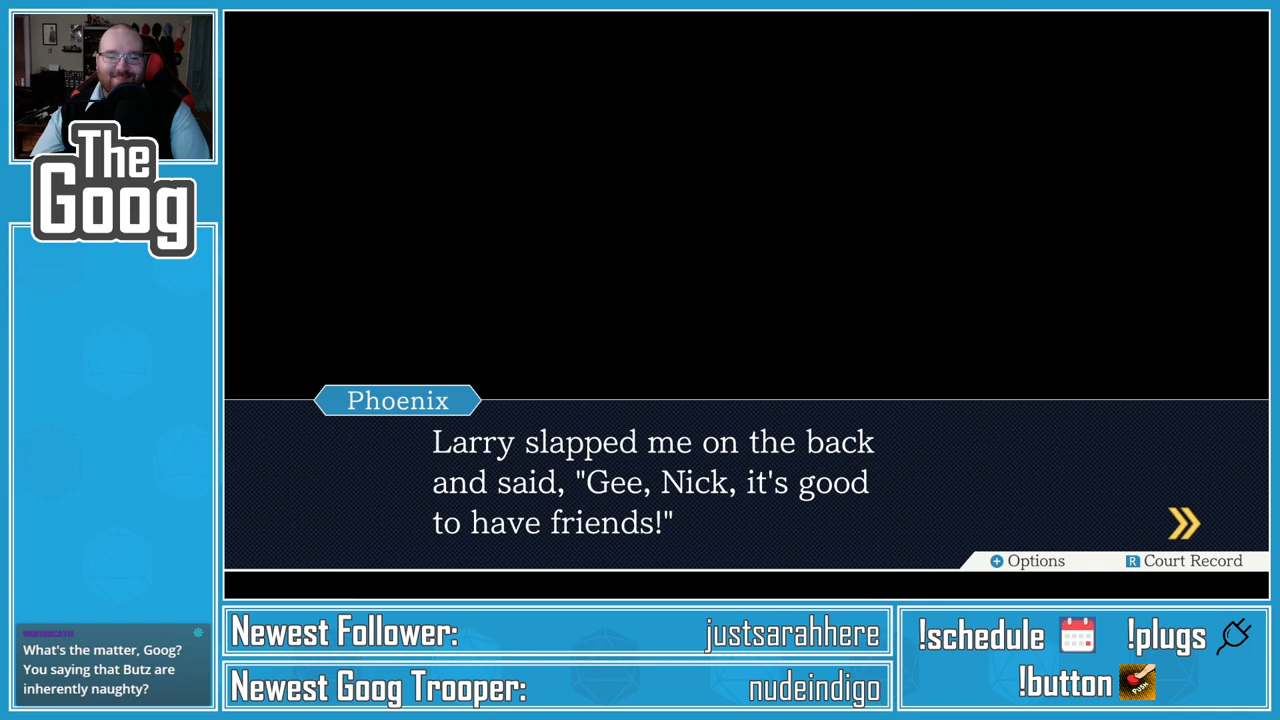 The
Goog
Phoenix
Larry slapped me on the back
and said, "Gee, Nick, it's good
to have friends!"
Options
R Court Record
What's the matter, Goog?
You saying that Butz are
inherently naughty?
Newest Follower: justsarahhere
Newest Goog Trooper: nudeindigo
!schedule !plugs
!button